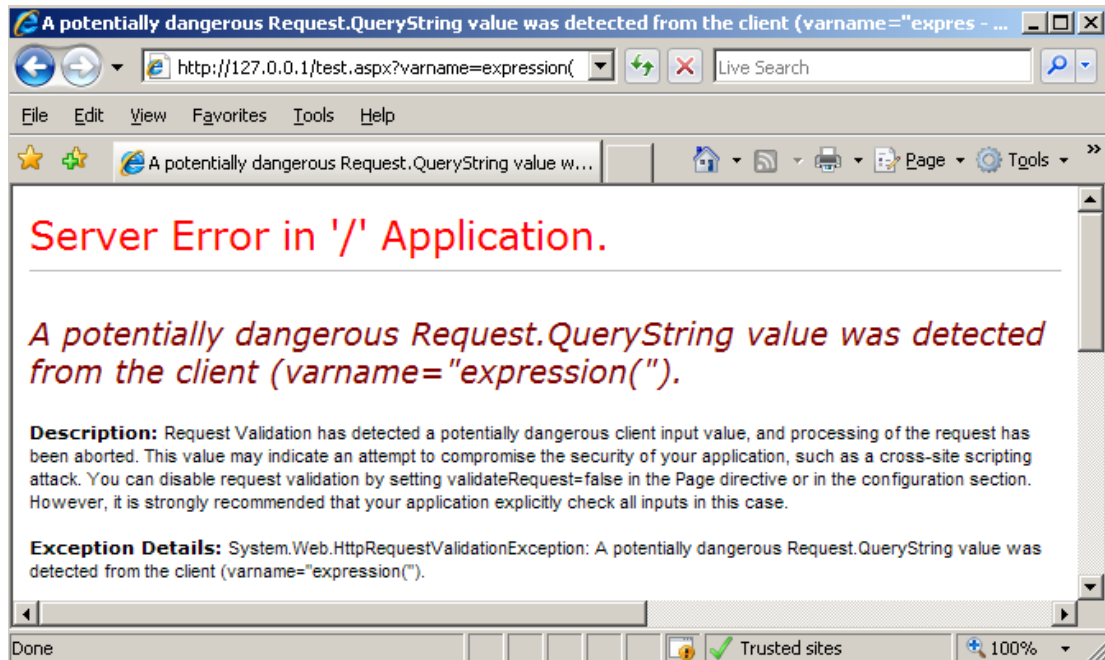 A potentially dangerous Request.QueryString value was detected from the client (varname="expres - ...
http://127.0.0.1/test.aspx?varname=expression(
Live Search
File Edit View Favorites Tools Help
A potentially dangerous Request.QueryString value w...
Page Tools »
Server Error in '/' Application.
A potentially dangerous Request.QueryString value was detected
from the client (varname="expression(").
Description: Request Validation has detected a potentially dangerous client input value, and processing of the request has
been aborted. This value may indicate an attempt to compromise the security of your application, such as a cross-site scripting
attack. You can disable request validation by setting validateRequest=false in the Page directive or in the configuration section.
However, it is strongly recommended that your application explicitly check all inputs in this case.
Exception Details: System.Web.HttpRequestValidationException: A potentially dangerous Request.QueryString value was
detected from the client (varname="expression(").
Done
Trusted sites
100%